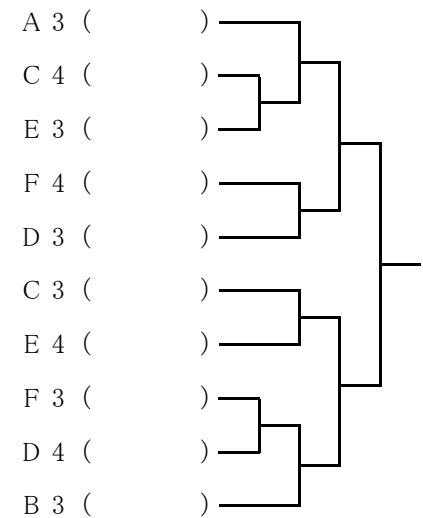 A 3 (　　　)
C 4 (　　　)
E 3 (　　　)
F 4 (　　　)
D 3 (　　　)
C 3 (　　　)
E 4 (　　　)
F 3 (　　　)
D 4 (　　　)
B 3 (　　　)